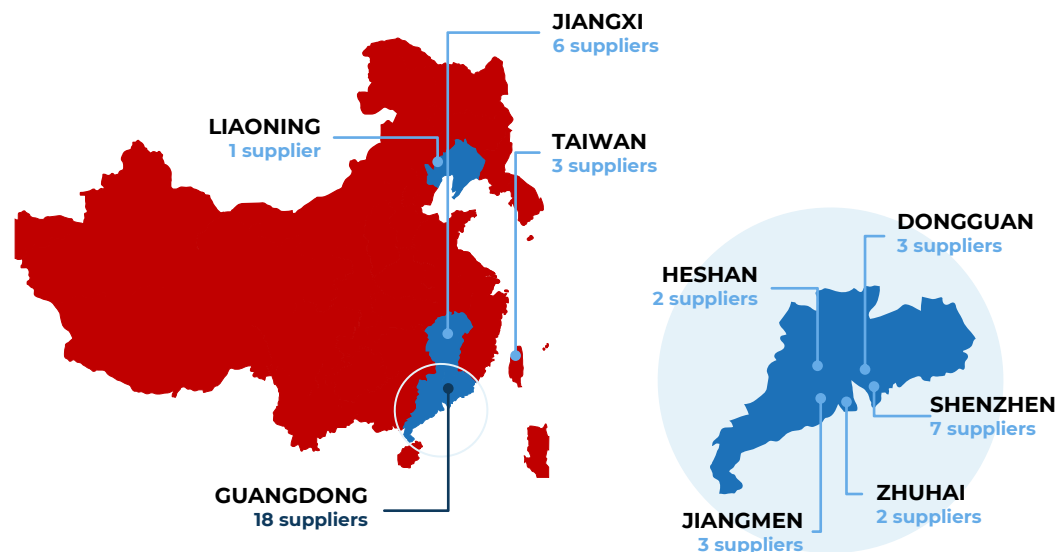 JIANGXI
6 suppliers
LIAONING
1 supplier
TAIWAN
3 suppliers
GUANGDONG
18 suppliers
DONGGUAN
3 suppliers
HESHAN
2 suppliers
SHENZHEN
7 suppliers
ZHUHAI
2 suppliers
JIANGMEN
3 suppliers